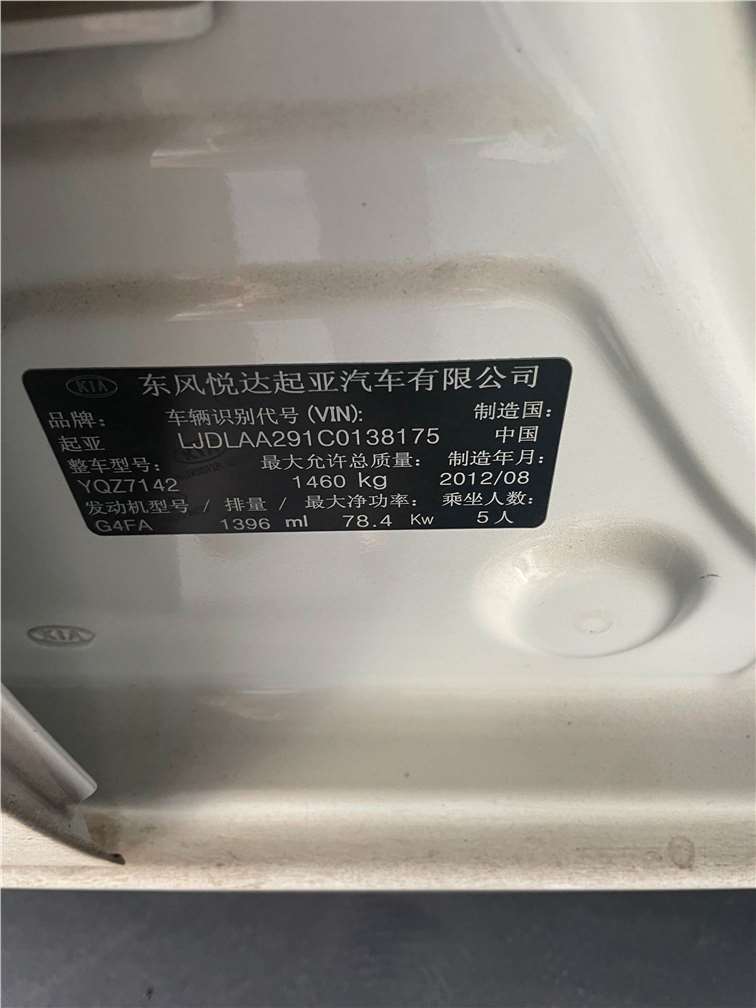 KIA 东风悦达起亚汽车有限公司
品牌: 车辆识别代号 (VIN): 制造国:
起亚 LJDLAA291C0138175 中国
整车型号: 最大允许总质量: 制造年月:
YQZ7142 1460 kg 2012/08
发动机型号 / 排量 / 最大净功率: 乘坐人数:
G4FA 1396 ml 78.4 Kw 5人
KIA